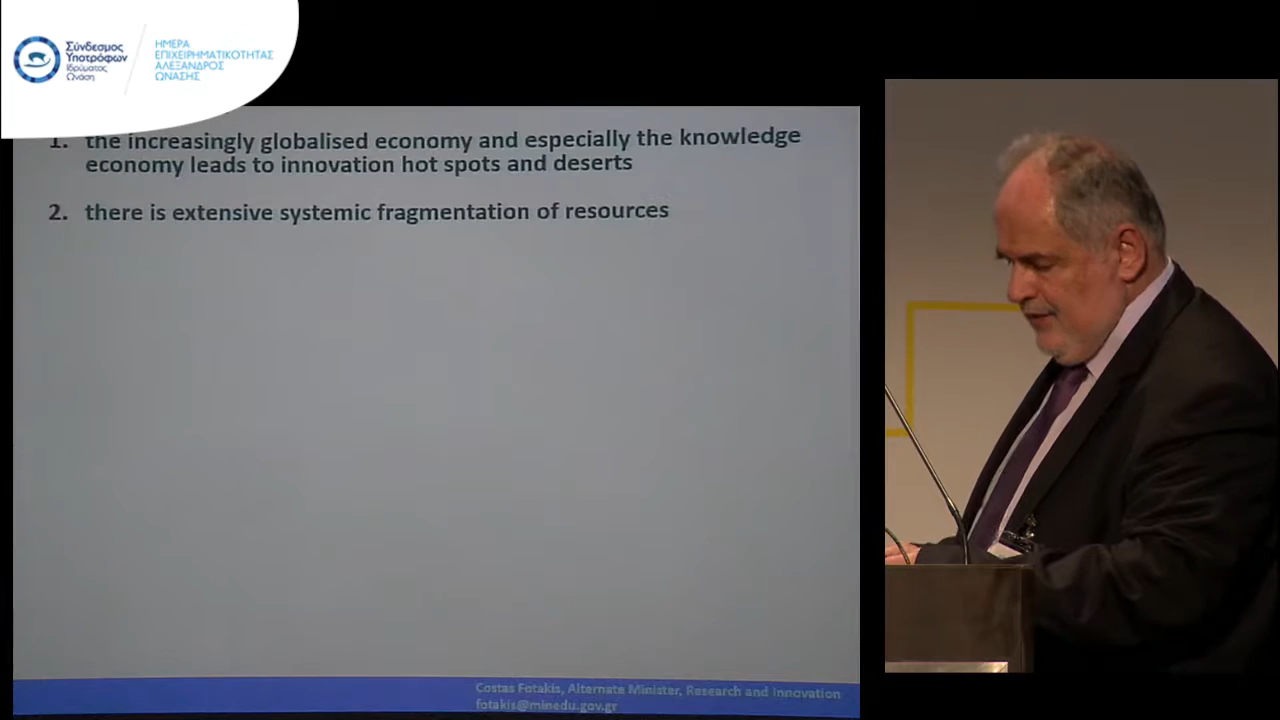 Σύνδεσμος
Υποτρόφων
Ιδρύματος
Ωνάση
ΗΜΕΡΑ
ΕΠΙΧΕΙΡΗΜΑΤΙΚΟΤΗΤΑΣ
ΑΛΕΞΑΝΔΡΟΣ
ΩΝΑΣΗΣ
1. the increasingly globalised economy and especially the knowledge
economy leads to innovation hot spots and deserts
2. there is extensive systemic fragmentation of resources
Costas Fotakis, Alternate Minister, Research and Innovation
fotakis@minedu.gov.gr